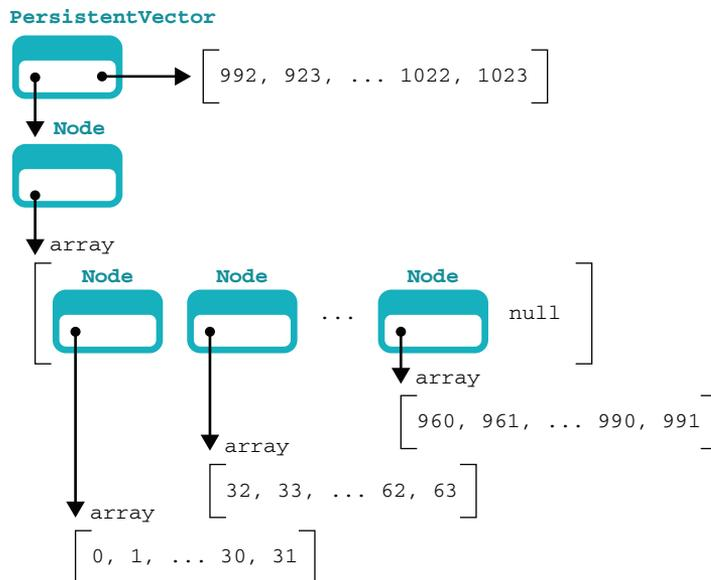 PersistentVector
992, 923, ... 1022, 1023
Node
array
Node Node Node
... null
array
960, 961, ... 990, 991
array
32, 33, ... 62, 63
array
0, 1, ... 30, 31